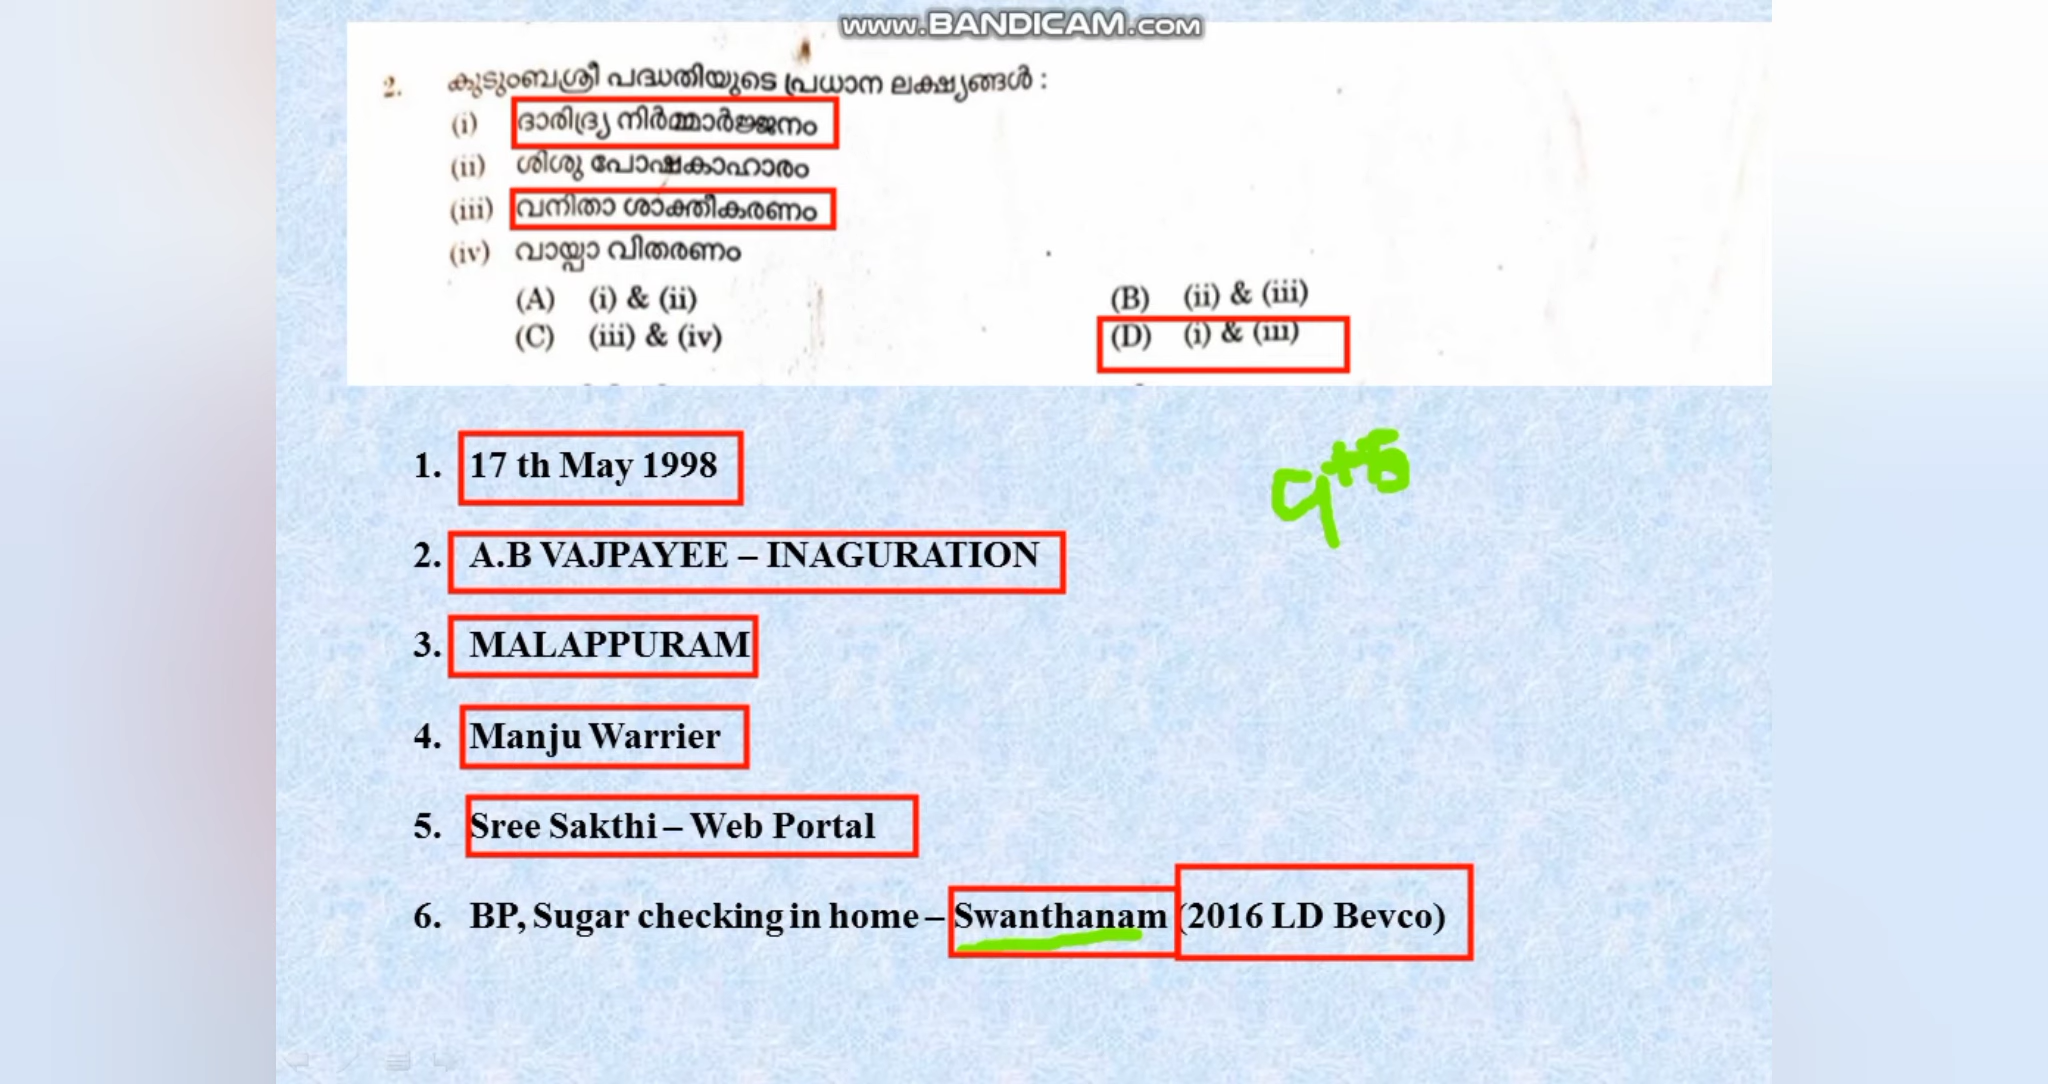 www.BANDICAM.com
2. കുടുംബശ്രീ പദ്ധതിയുടെ പ്രധാന ലക്ഷ്യങ്ങൾ :
(i) ദാരിദ്ര്യ നിർമ്മാർജ്ജനം
(ii) ശിശു പോഷകാഹാരം
(iii) വനിതാ ശാക്തീകരണം
(iv) വായ്പാ വിതരണം
(A) (i) & (ii) (B) (ii) & (iii)
(C) (iii) & (iv) (D) (i) & (iii)
1. 17 th May 1998
9+5
2. A.B VAJPAYEE – INAGURATION
3. MALAPPURAM
4. Manju Warrier
5. Sree Sakthi – Web Portal
6. BP, Sugar checking in home – Swanthanam (2016 LD Bevco)